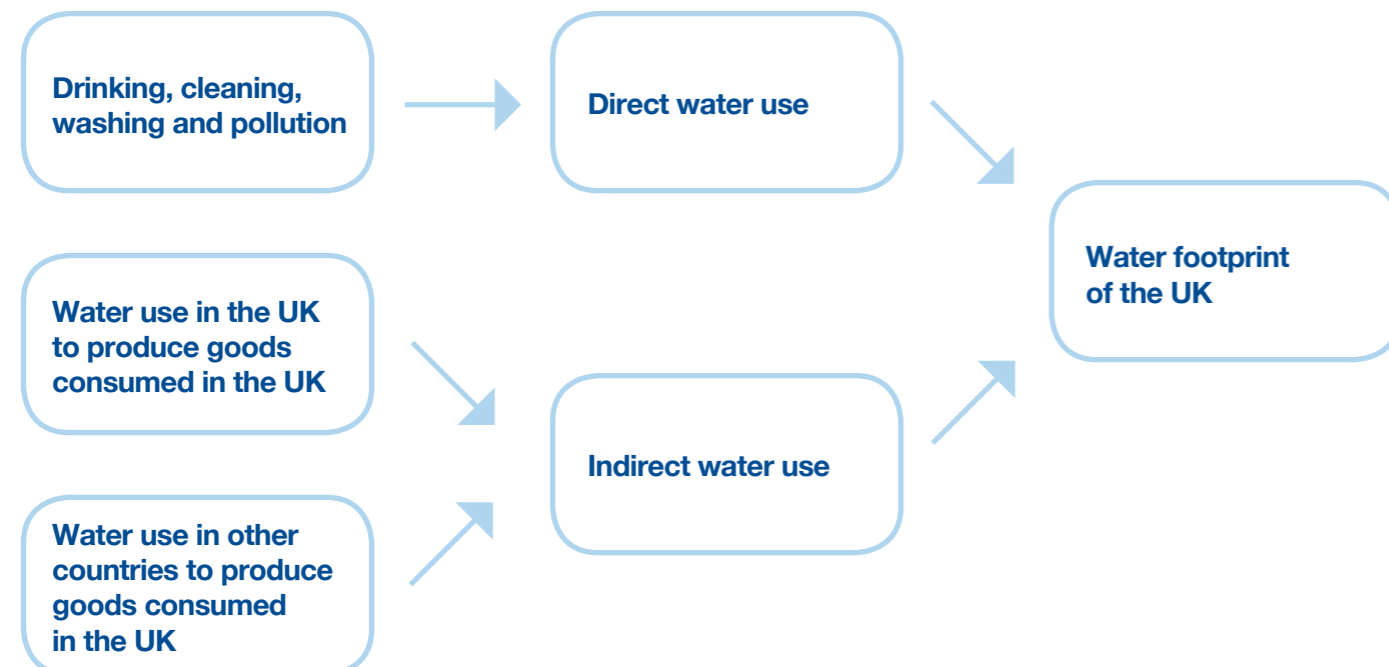 Drinking, cleaning,
washing and pollution
Direct water use
Water use in the UK
to produce goods
consumed in the UK
Water use in other
countries to produce
goods consumed
in the UK
Indirect water use
Water footprint
of the UK